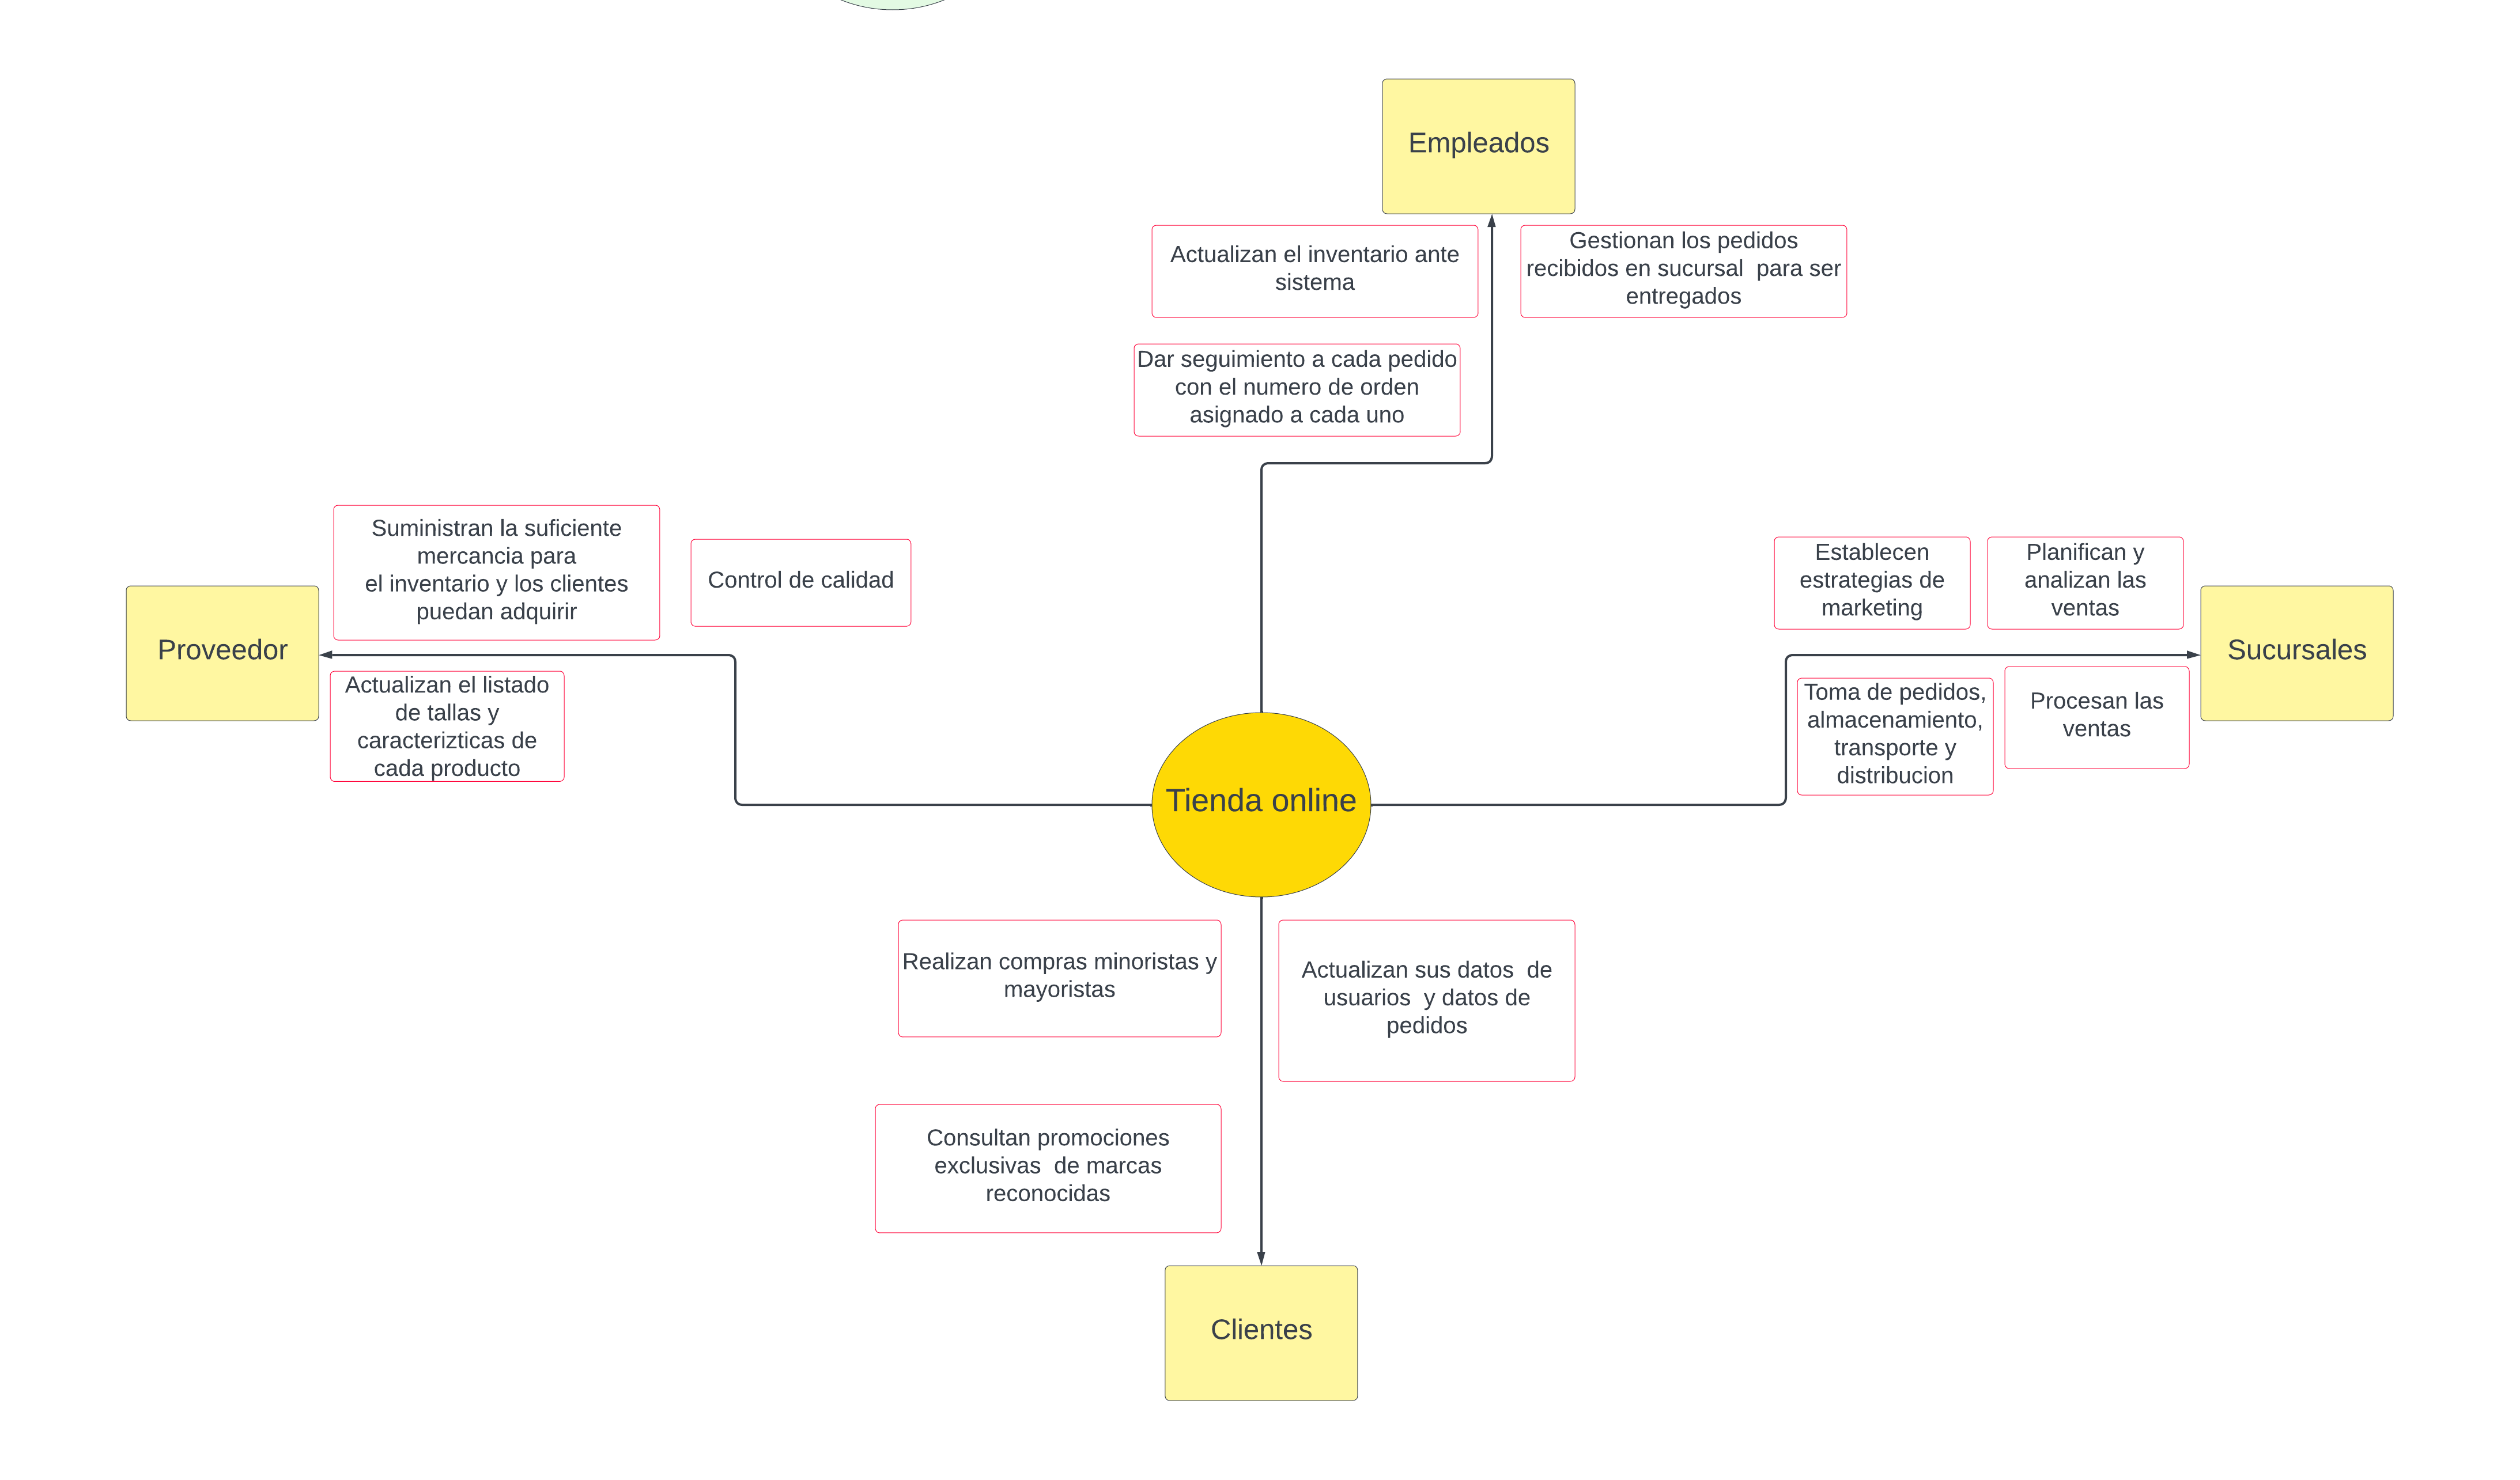 Empleados
Actualizan el inventario ante
sistema
Gestionan los pedidos
recibidos en sucursal  para ser
entregados
Dar seguimiento a cada pedido
con el numero de orden
asignado a cada uno
Suministran la suficiente
mercancia para
el inventario y los clientes
puedan adquirir
Control de calidad
Proveedor
Actualizan el listado
de tallas y
caracterizticas de
cada producto
Establecen
estrategias de
marketing
Planifican y
analizan las
ventas
Sucursales
Toma de pedidos,
almacenamiento,
transporte y
distribucion
Procesan las
ventas
Tienda online
Realizan compras minoristas y
mayoristas
Actualizan sus datos  de
usuarios  y datos de
pedidos
Consultan promociones
exclusivas  de marcas
reconocidas
Clientes